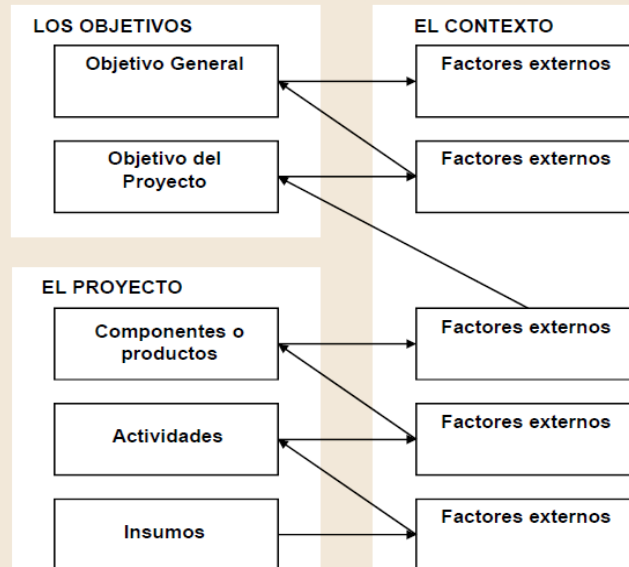 LOS OBJETIVOS
Objetivo General
Objetivo del
Proyecto
EL CONTEXTO
Factores externos
Factores externos
EL PROYECTO
Componentes o
productos
Actividades
Insumos
Factores externos
Factores externos
Factores externos